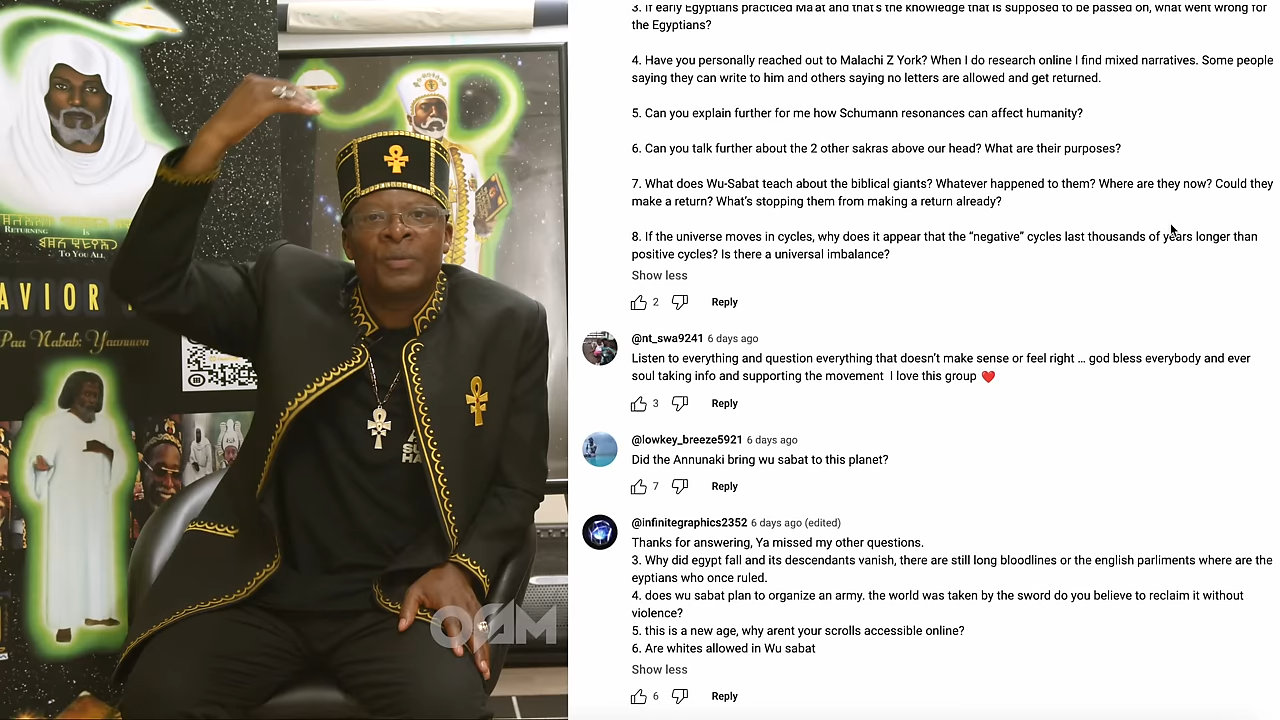 RETURNING IS
TO YOU ALL
AVIOR
Paa Nabab: Yaanuwn
OGM
3. If early Egyptians practiced Ma'at and that's the knowledge that is supposed to be passed on, what went wrong for
the Egyptians?
4. Have you personally reached out to Malachi Z York? When I do research online I find mixed narratives. Some people
saying they can write to him and others saying no letters are allowed and get returned.
5. Can you explain further for me how Schumann resonances can affect humanity?
6. Can you talk further about the 2 other sakras above our head? What are their purposes?
7. What does Wu-Sabat teach about the biblical giants? Whatever happened to them? Where are they now? Could they
make a return? What's stopping them from making a return already?
8. If the universe moves in cycles, why does it appear that the “negative” cycles last thousands of years longer than
positive cycles? Is there a universal imbalance?
Show less
2 Reply
@nt_swa9241 6 days ago
Listen to everything and question everything that doesn't make sense or feel right … god bless everybody and ever
soul taking info and supporting the movement I love this group ❤️
3 Reply
@lowkey_breeze5921 6 days ago
Did the Annunaki bring wu sabat to this planet?
7 Reply
@infinitegraphics2352 6 days ago (edited)
Thanks for answering, Ya missed my other questions.
3. Why did egypt fall and its descendants vanish, there are still long bloodlines or the english parliments where are the
eyptians who once ruled.
4. does wu sabat plan to organize an army. the world was taken by the sword do you believe to reclaim it without
violence?
5. this is a new age, why arent your scrolls accessible online?
6. Are whites allowed in Wu sabat
Show less
6 Reply